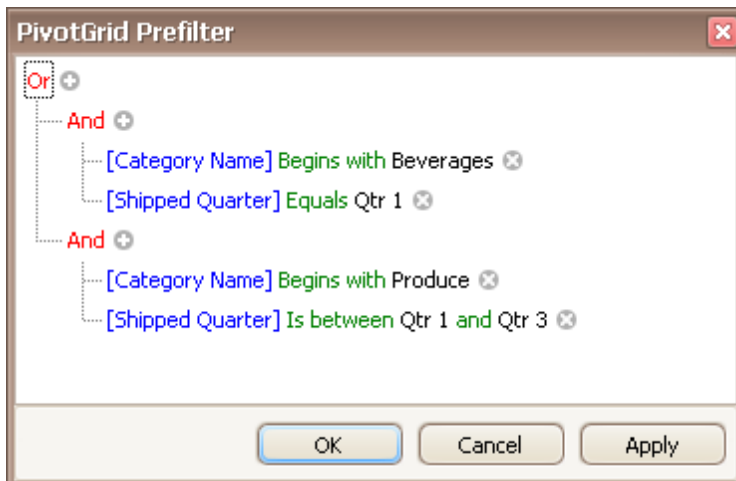 PivotGrid Prefilter
Or
And
[Category Name] Begins with Beverages
[Shipped Quarter] Equals Qtr 1
And
[Category Name] Begins with Produce
[Shipped Quarter] Is between Qtr 1 and Qtr 3
OK Cancel Apply